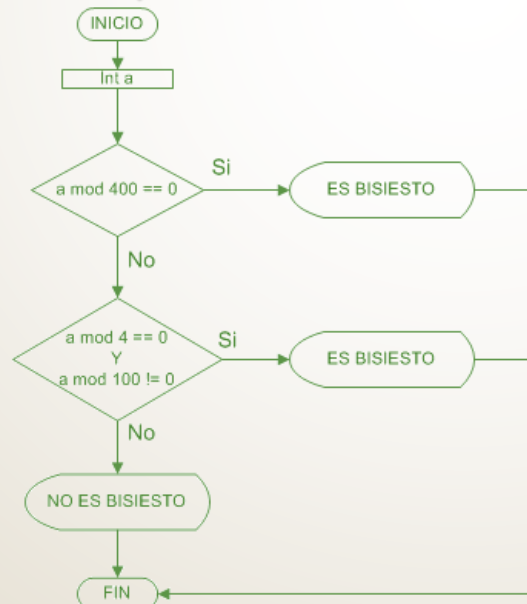 INICIO
Int a
a mod 400 == 0
Si
ES BISIESTO
No
a mod 4 == 0
Y
a mod 100 != 0
Si
ES BISIESTO
No
NO ES BISIESTO
FIN